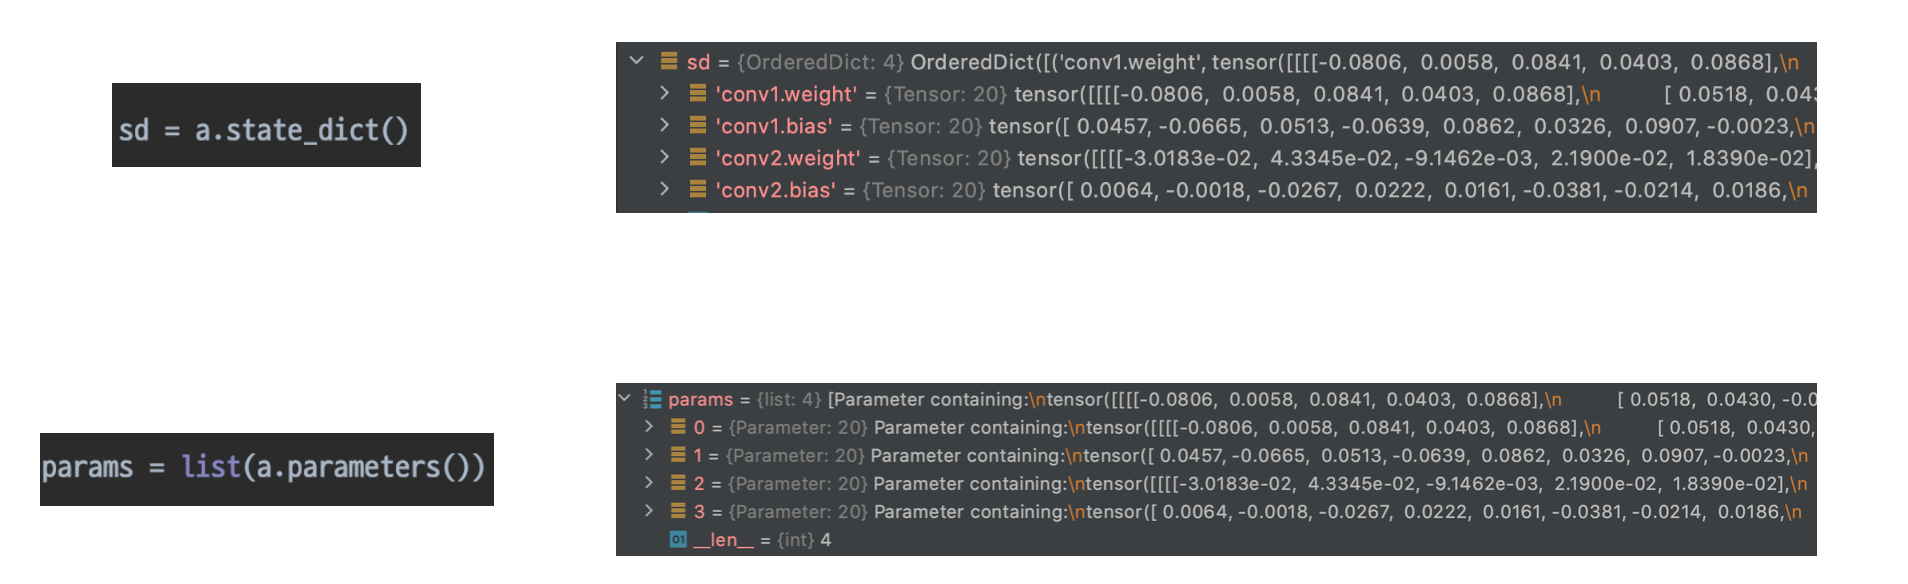 sd = a.state_dict()
sd = {OrderedDict: 4} OrderedDict([('conv1.weight', tensor([[[[-0.0806, 0.0058, 0.0841, 0.0403, 0.0868],\n
'conv1.weight' = {Tensor: 20} tensor([[[[-0.0806, 0.0058, 0.0841, 0.0403, 0.0868],\n [ 0.0518, 0.04
'conv1.bias' = {Tensor: 20} tensor([ 0.0457, -0.0665, 0.0513, -0.0639, 0.0862, 0.0326, 0.0907, -0.0023,\n
'conv2.weight' = {Tensor: 20} tensor([[[[-3.0183e-02, 4.3345e-02, -9.1462e-03, 2.1900e-02, 1.8390e-02],
'conv2.bias' = {Tensor: 20} tensor([ 0.0064, -0.0018, -0.0267, 0.0222, 0.0161, -0.0381, -0.0214, 0.0186,\n
params = list(a.parameters())
params = {list: 4} [Parameter containing:\ntensor([[[[-0.0806, 0.0058, 0.0841, 0.0403, 0.0868],\n [ 0.0518, 0.0430, -0.0
0 = {Parameter: 20} Parameter containing:\ntensor([[[[-0.0806, 0.0058, 0.0841, 0.0403, 0.0868],\n [ 0.0518, 0.0430,
1 = {Parameter: 20} Parameter containing:\ntensor([ 0.0457, -0.0665, 0.0513, -0.0639, 0.0862, 0.0326, 0.0907, -0.0023,\n
2 = {Parameter: 20} Parameter containing:\ntensor([[[[-3.0183e-02, 4.3345e-02, -9.1462e-03, 2.1900e-02, 1.8390e-02],\n
3 = {Parameter: 20} Parameter containing:\ntensor([ 0.0064, -0.0018, -0.0267, 0.0222, 0.0161, -0.0381, -0.0214, 0.0186,\n
01 __len__ = {int} 4